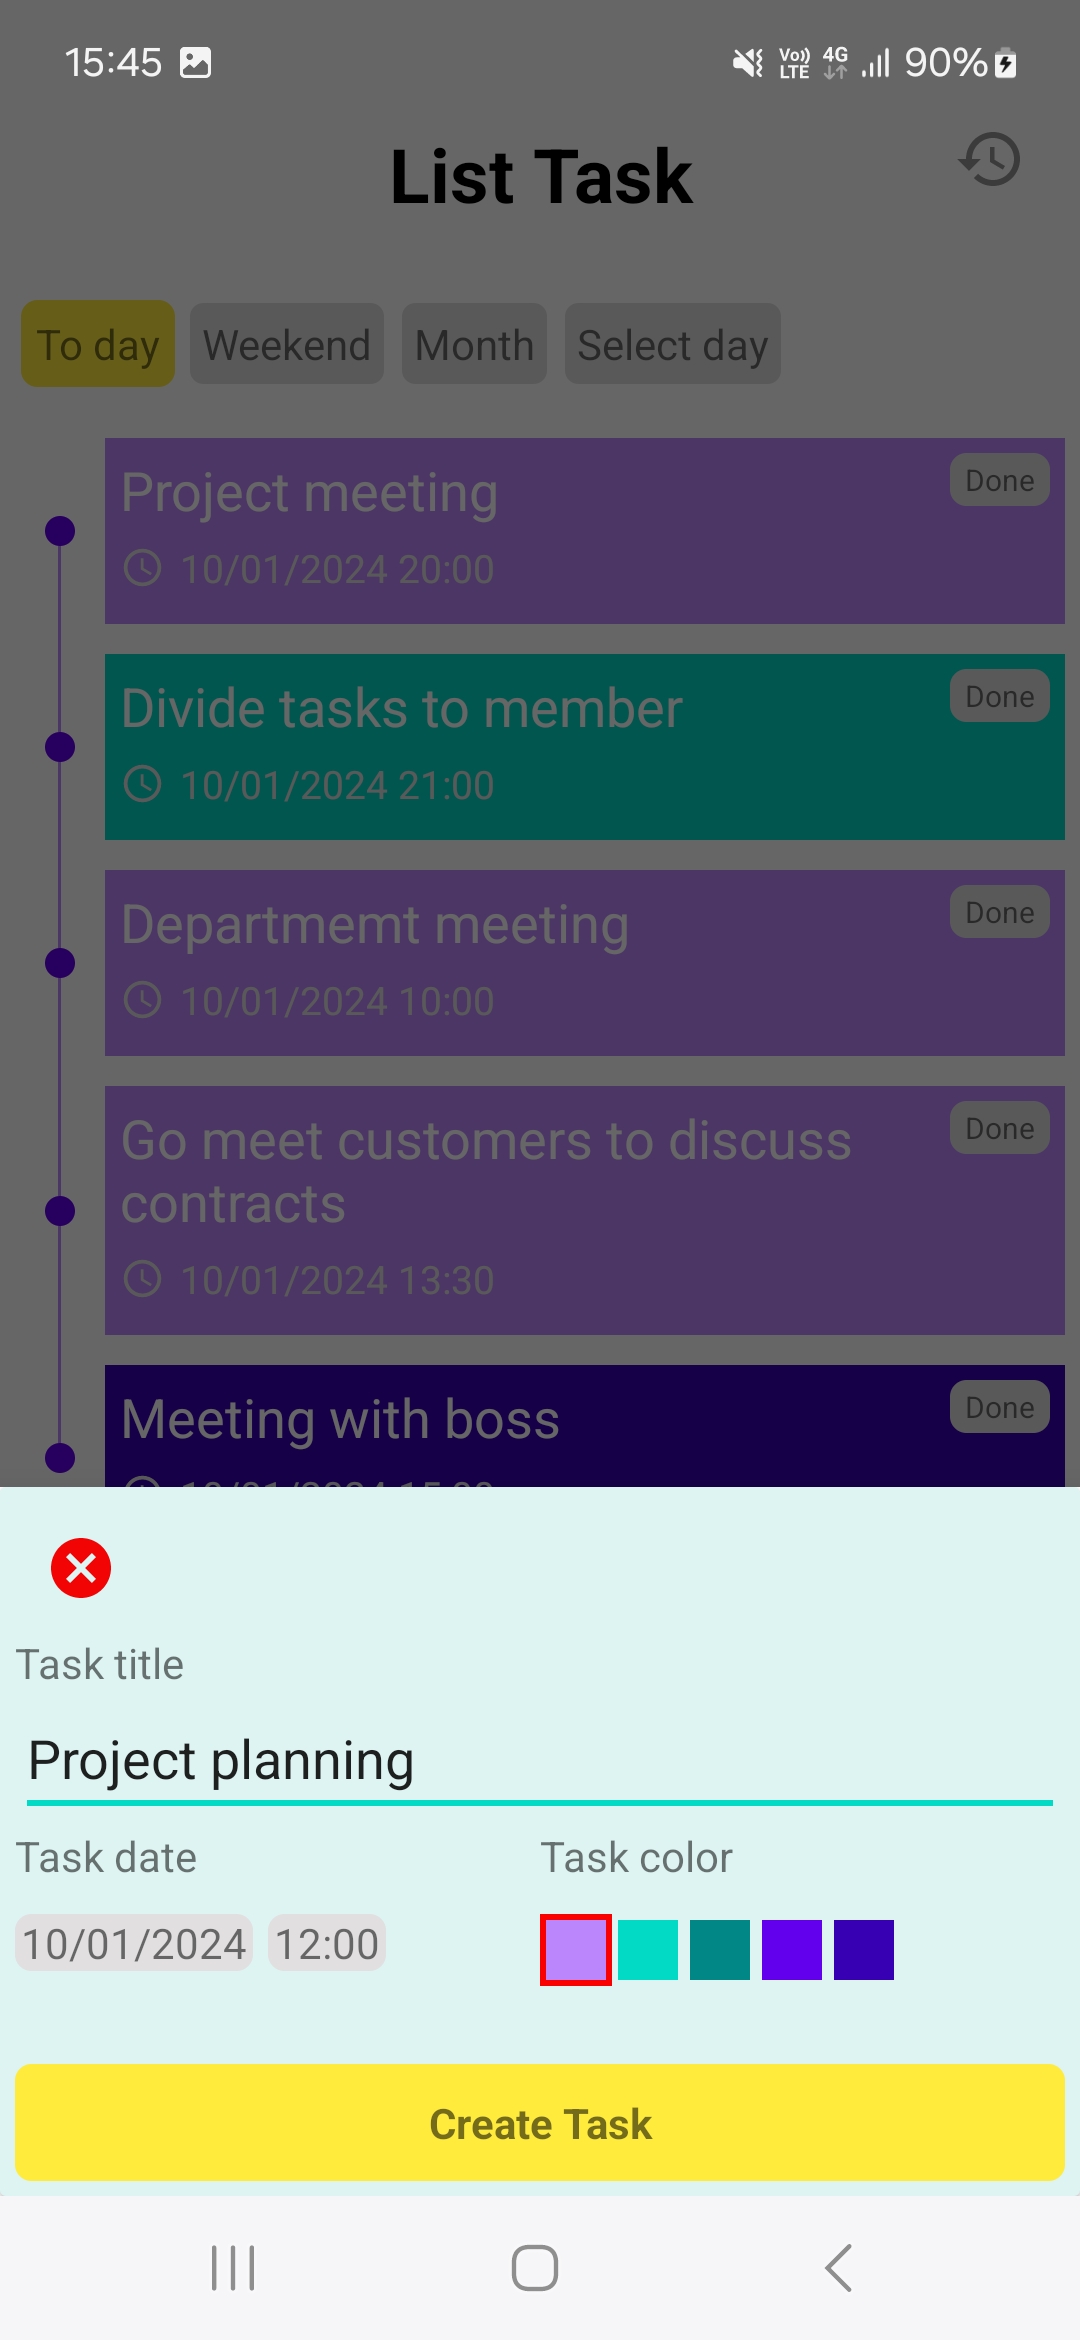 15:45
Vo)) LTE 4G 90%
List Task
To day Weekend Month Select day
Project meeting Done
10/01/2024 20:00
Divide tasks to member Done
10/01/2024 21:00
Departmemt meeting Done
10/01/2024 10:00
Go meet customers to discuss Done
contracts
10/01/2024 13:30
Meeting with boss Done
Task title
Project planning
Task date Task color
10/01/2024 12:00
Create Task